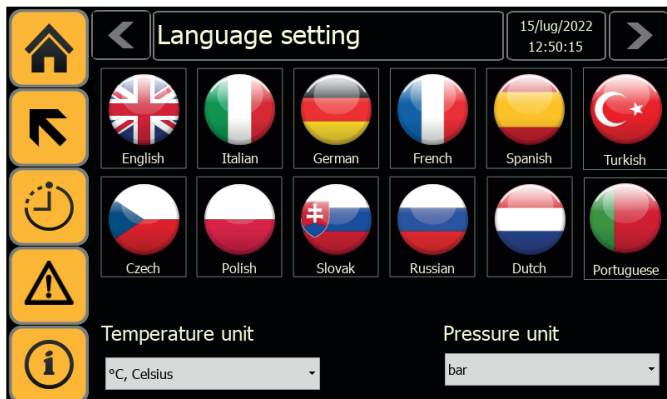 Language setting
15/lug/2022
12:50:15
English
Italian
German
French
Spanish
Turkish
Czech
Polish
Slovak
Russian
Dutch
Portuguese
Temperature unit
Pressure unit
°C, Celsius
bar